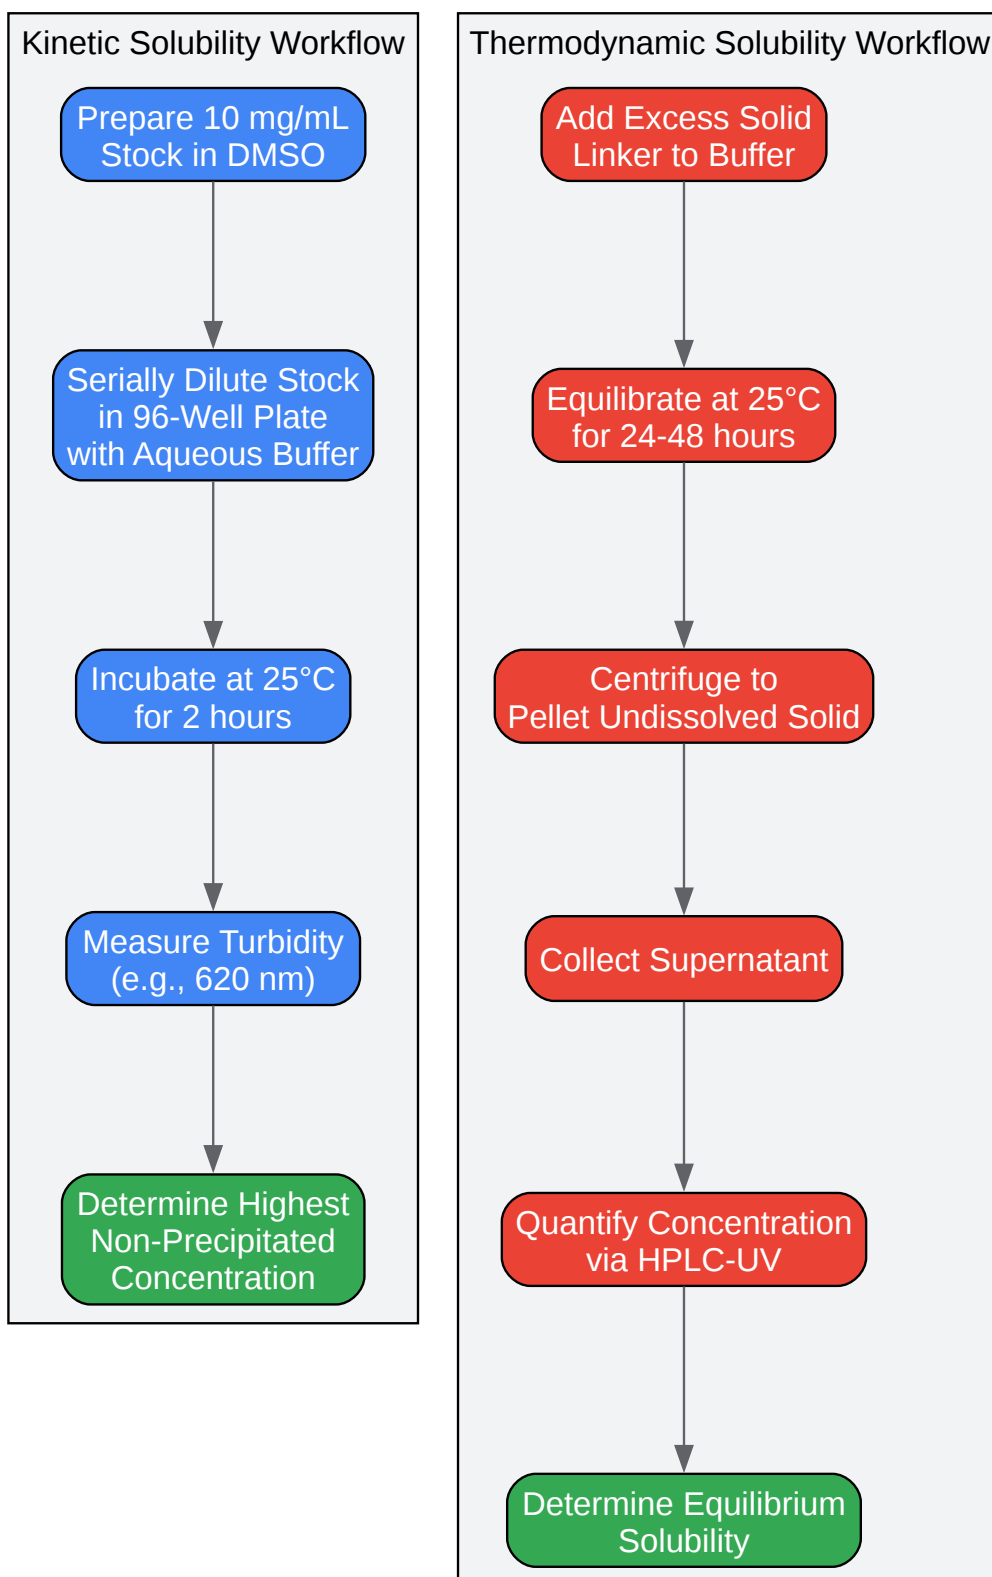 Kinetic Solubility Workflow
Prepare 10 mg/mL
Stock in DMSO
Serially Dilute Stock
in 96-Well Plate
with Aqueous Buffer
Incubate at 25°C
for 2 hours
Measure Turbidity
(e.g., 620 nm)
Determine Highest
Non-Precipitated
Concentration
Thermodynamic Solubility Workflow
Add Excess Solid
Linker to Buffer
Equilibrate at 25°C
for 24-48 hours
Centrifuge to
Pellet Undissolved Solid
Collect Supernatant
Quantify Concentration
via HPLC-UV
Determine Equilibrium
Solubility